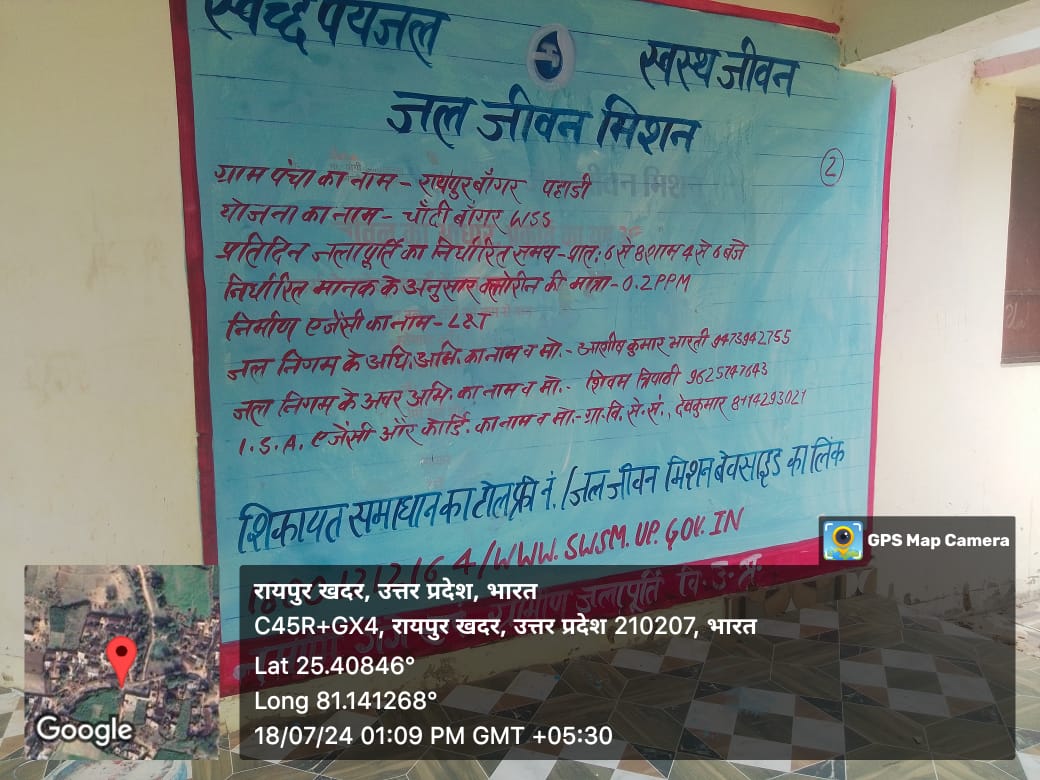 स्वच्छ पेयजल
स्वस्थ जीवन
जल जीवन मिशन
2
ग्राम पंचा का नाम - रायपुर बाँगर पहाडी
योजना का नाम - चाँदी बाँगर WSS
प्रतिदिन जलापूर्ति का निर्धारित समय - प्रात: 6 से 8 शाम 4 से 6 बजे
निर्धारित मानक के अनुसार क्लोरीन की मात्रा - 0.2 PPM
निर्माण एजेंसी का नाम - L&T
जल निगम के अधि. अभि. का नाम व मो. - आशीष कुमार भारती 9473942755
जल निगम के अवर अभि. का नाम व मो. - शिवम त्रिपाठी 9625747643
I.S.A. एजेंसी और कोर्डि. का नाम व मो. - ग्रा. वि. से. सं., देवकुमार 8114293021
शिकायत समाधान का टोल फ्री नं. / जल जीवन मिशन बेवसाइड का लिंक
/ WWW. SWSM. UP. GOV. IN
ग्रामीण जलापूर्ति वि. उ. प्र.
GPS Map Camera
रायपुर खदर, उत्तर प्रदेश, भारत
C45R+GX4, रायपुर खदर, उत्तर प्रदेश 210207, भारत
Lat 25.40846°
Long 81.141268°
18/07/24 01:09 PM GMT +05:30
Google